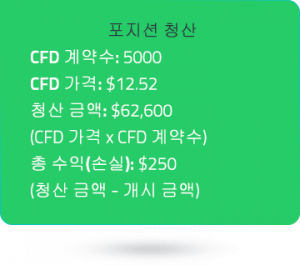 포지션 청산
CFD 계약수: 5000
CFD 가격: $12.52
청산 금액: $62,600
(CFD 가격 x CFD 계약수)
총 수익(손실): $250
(청산 금액 - 개시 금액)